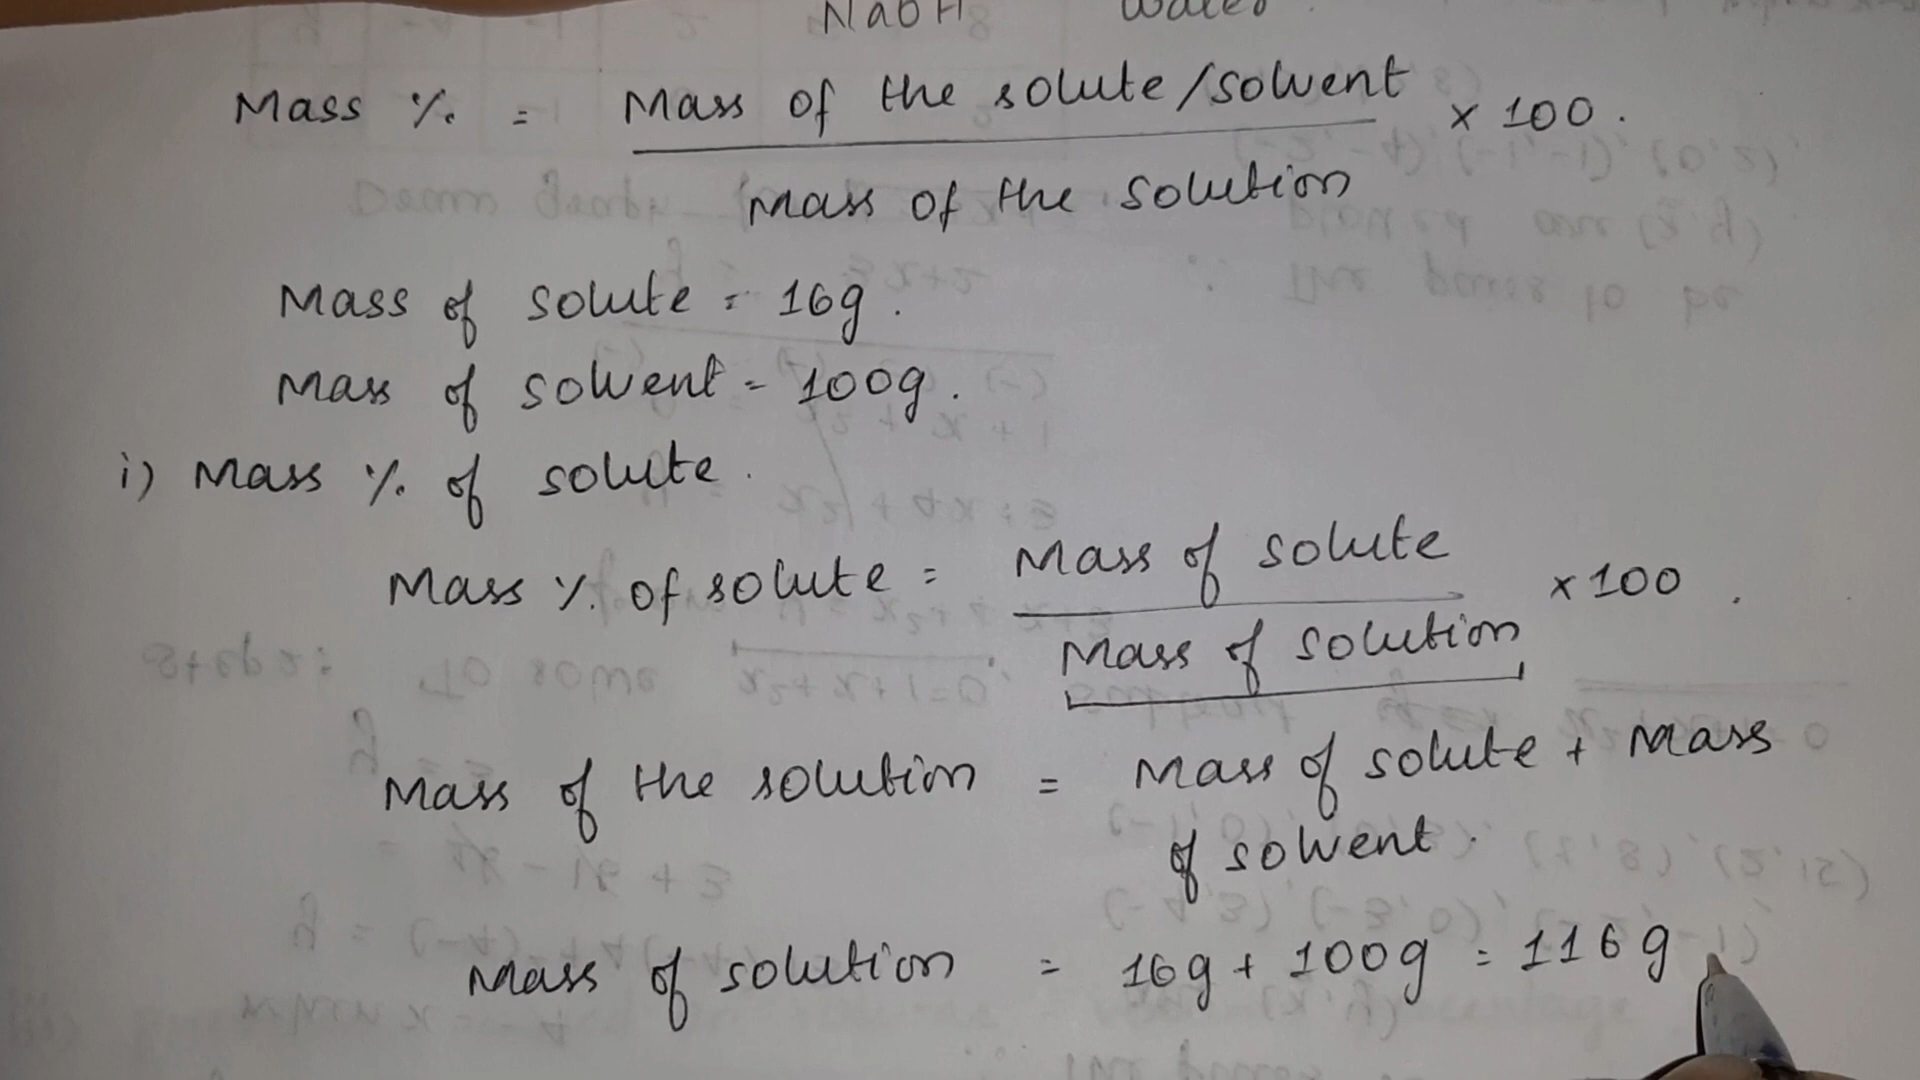 NaOH water
Mass % = Mass of the solute/solvent × 100.
Mass of the solution
Mass of solute = 16g.
Mass of solvent = 100g.
i) Mass % of solute.
Mass % of solute = Mass of solute × 100.
Mass of solution
Mass of the solution = Mass of solute + Mass
of solvent.
Mass of solution = 16g + 100g = 116g